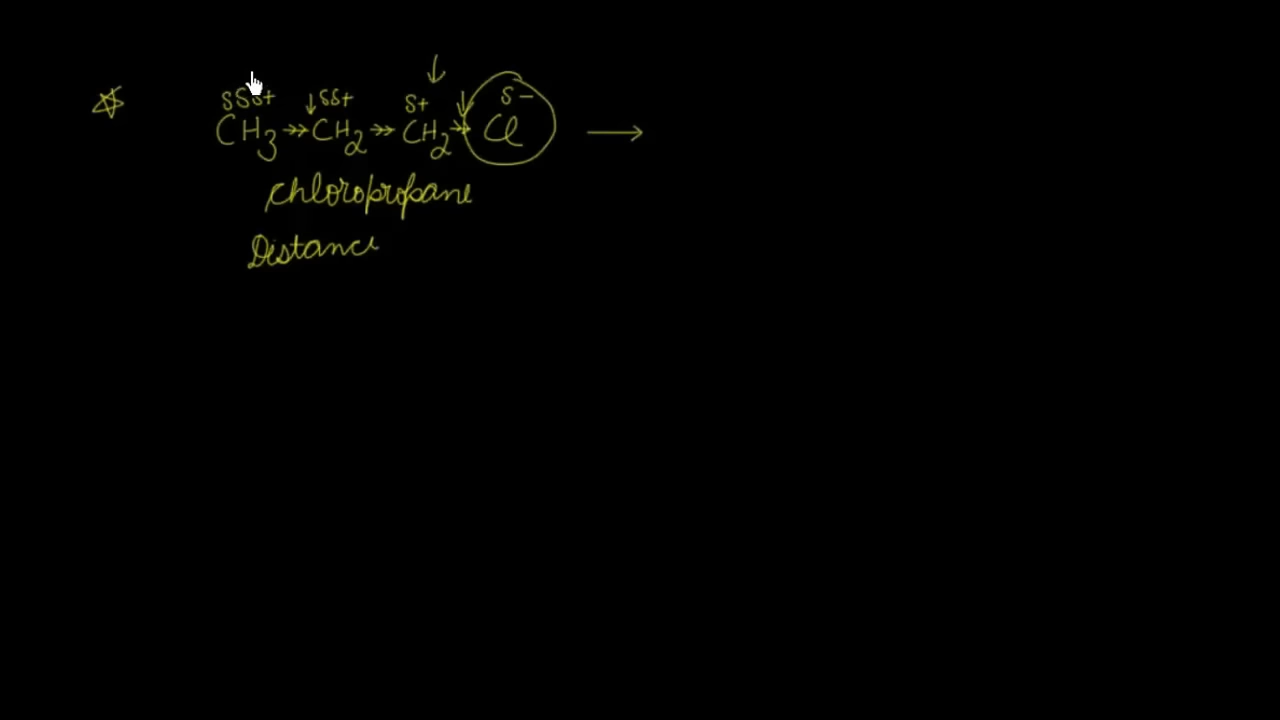 δδδ+ δδ+ δ+ δ-
CH3 →> CH2 →> CH2 →> Cl →
Chloropropane
Distance